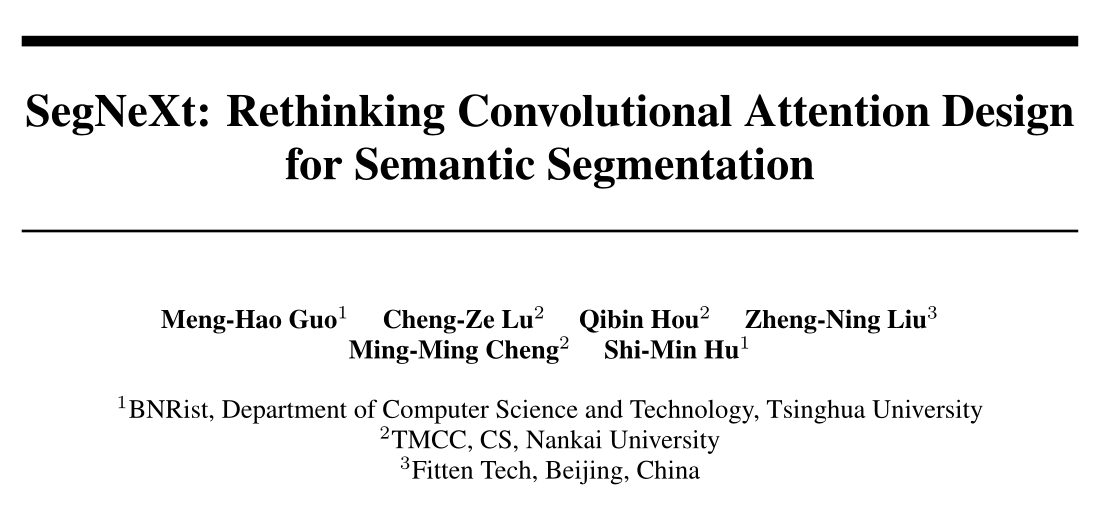 SegNeXt: Rethinking Convolutional Attention Design
for Semantic Segmentation
Meng-Hao Guo¹ Cheng-Ze Lu² Qibin Hou² Zheng-Ning Liu³
Ming-Ming Cheng² Shi-Min Hu¹
¹BNRist, Department of Computer Science and Technology, Tsinghua University
²TMCC, CS, Nankai University
³Fitten Tech, Beijing, China